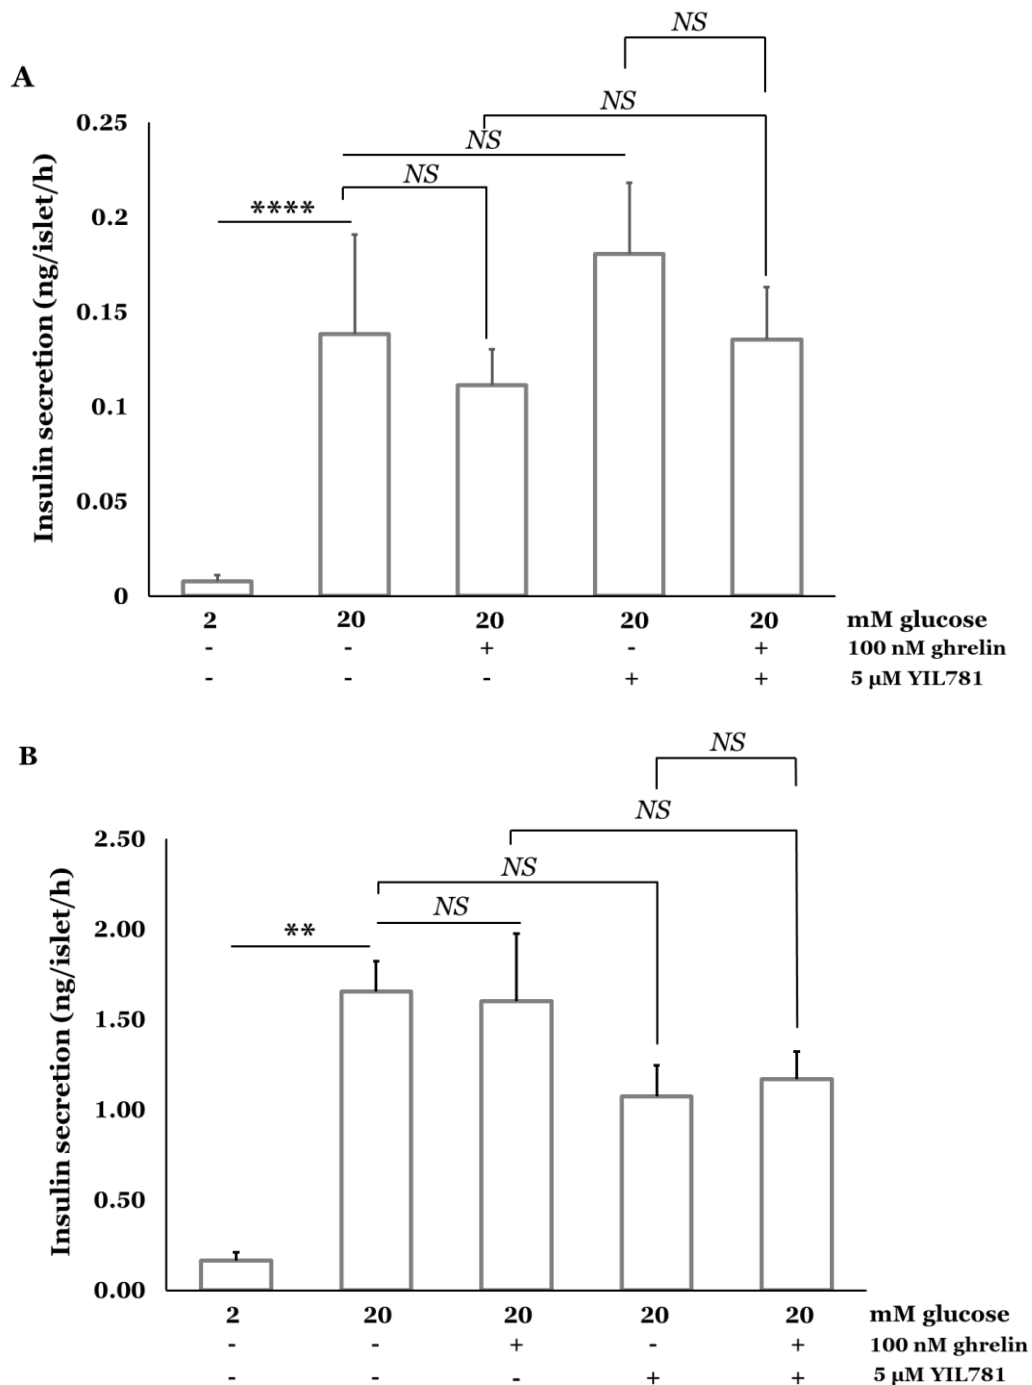 A
NS
NS
NS
NS
****
Insulin secretion (ng/islet/h)
0.25
0.2
0.15
0.1
0.05
0
2 20 20 20 20 mM glucose
- - + - + 100 nM ghrelin
- - - + + 5 µM YIL781
B
NS
NS
NS
NS
**
Insulin secretion (ng/islet/h)
2.50
2.00
1.50
1.00
0.50
0.00
2 20 20 20 20 mM glucose
- - + - + 100 nM ghrelin
- - - + + 5 µM YIL781